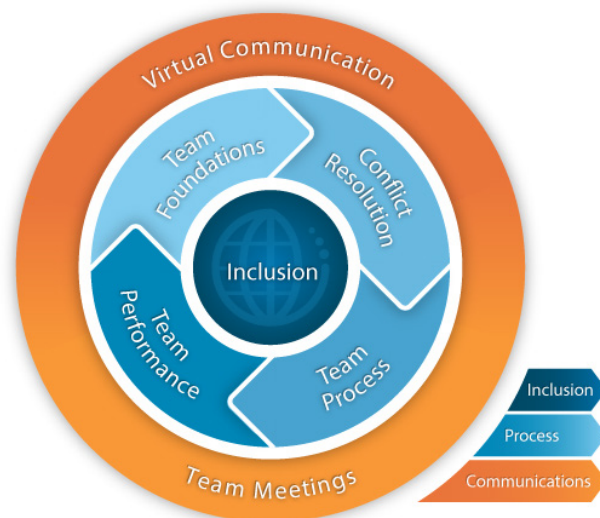 Virtual Communication
Team
Foundations
Conflict
Resolution
Inclusion
Team
Performance
Team
Process
Team Meetings
Inclusion
Process
Communications